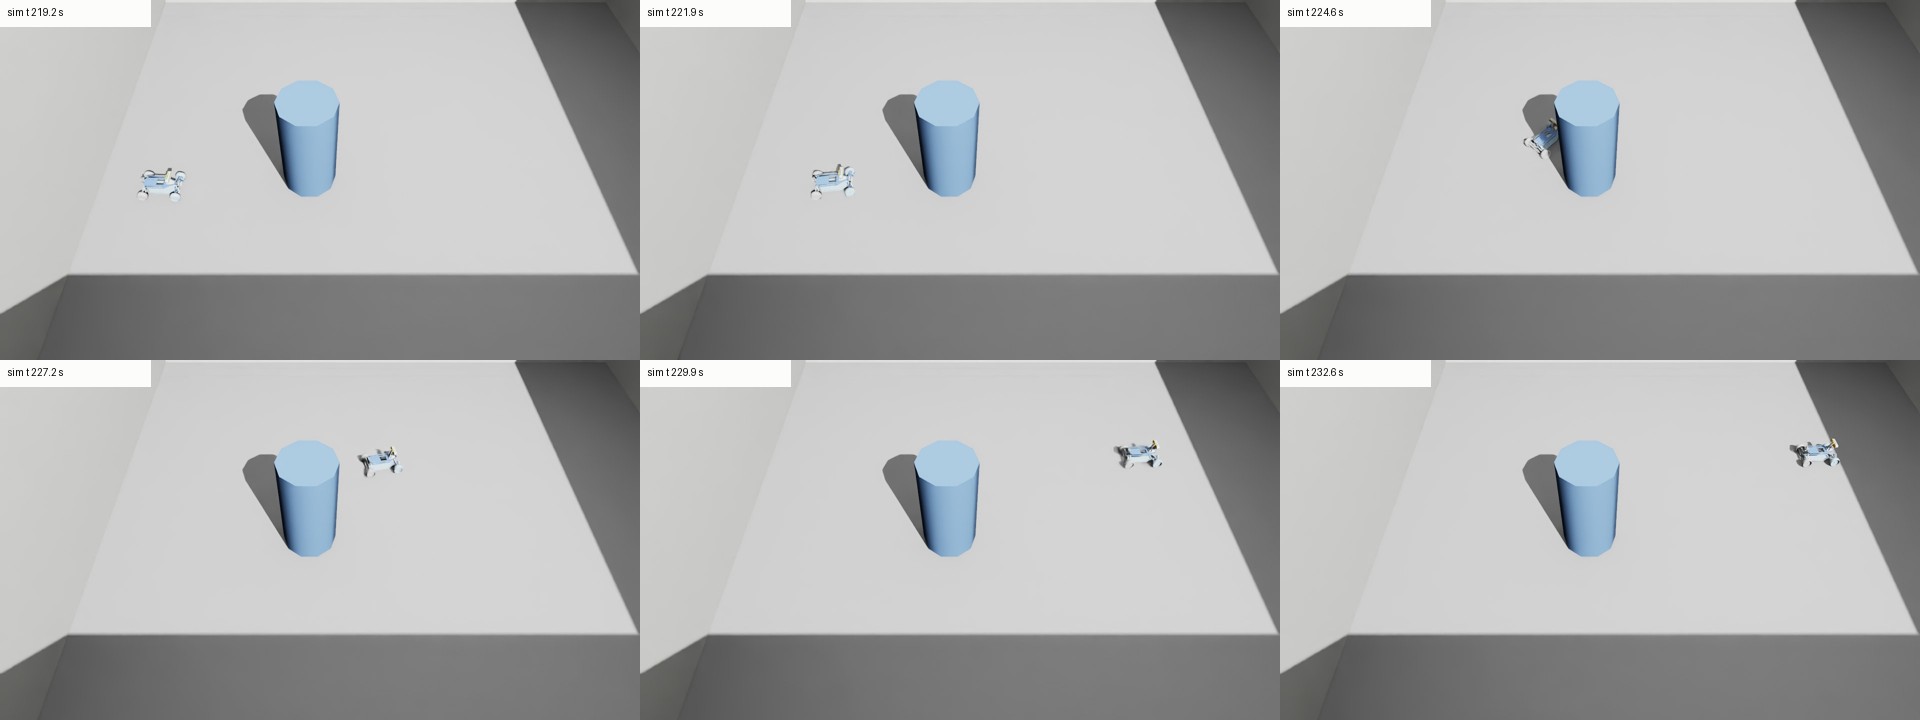 sim t 219.2 s
sim t 221.9 s
sim t 224.6 s
sim t 227.2 s
sim t 229.9 s
sim t 232.6 s